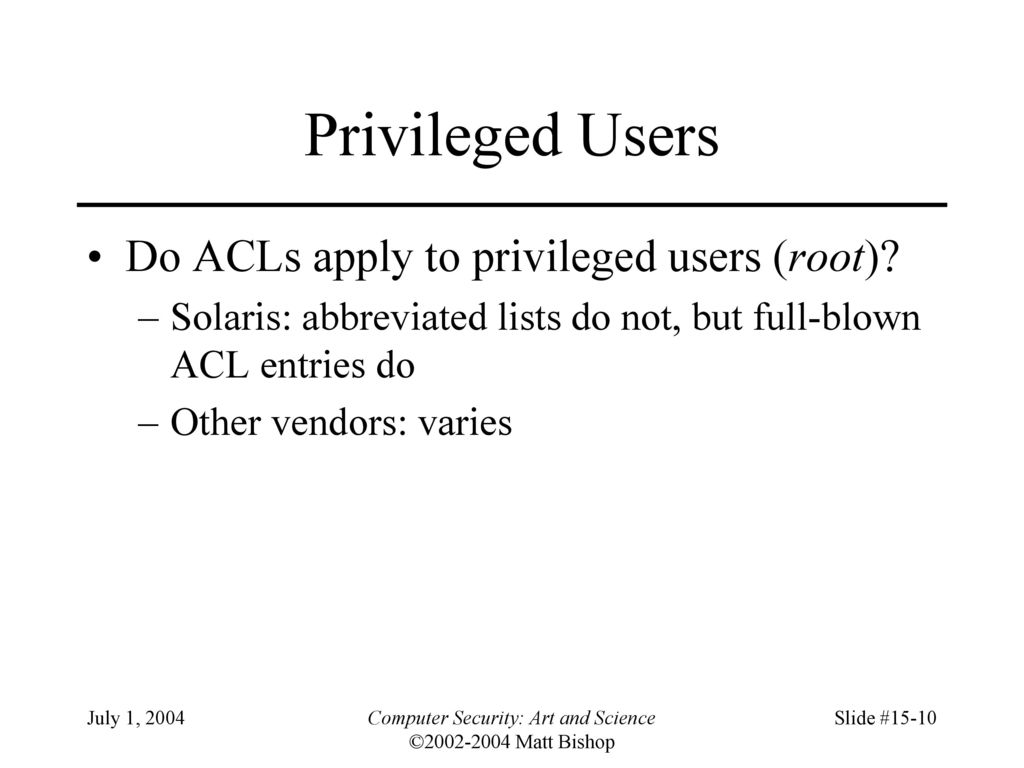 Privileged Users
• Do ACLs apply to privileged users (root)?
– Solaris: abbreviated lists do not, but full-blown
ACL entries do
– Other vendors: varies
July 1, 2004
Computer Security: Art and Science
©2002-2004 Matt Bishop
Slide #15-10